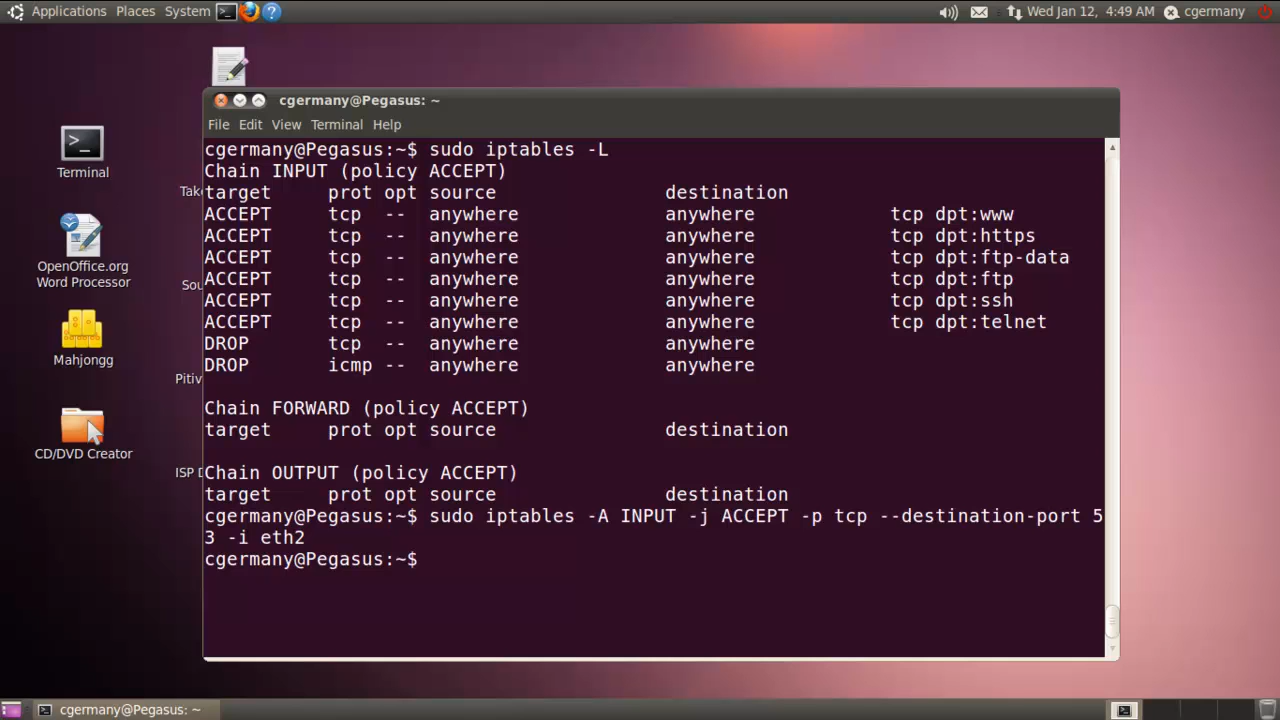 Applications Places System
Wed Jan 12, 4:49 AM cgermany
cgermany@Pegasus: ~
File Edit View Terminal Help
Terminal
OpenOffice.org
Word Processor
Mahjongg
CD/DVD Creator
Take
Sou
Pitiv
ISP D
cgermany@Pegasus:~$ sudo iptables -L
Chain INPUT (policy ACCEPT)
target prot opt source destination
ACCEPT tcp -- anywhere anywhere tcp dpt:www
ACCEPT tcp -- anywhere anywhere tcp dpt:https
ACCEPT tcp -- anywhere anywhere tcp dpt:ftp-data
ACCEPT tcp -- anywhere anywhere tcp dpt:ftp
ACCEPT tcp -- anywhere anywhere tcp dpt:ssh
ACCEPT tcp -- anywhere anywhere tcp dpt:telnet
DROP tcp -- anywhere anywhere
DROP icmp -- anywhere anywhere
Chain FORWARD (policy ACCEPT)
target prot opt source destination
Chain OUTPUT (policy ACCEPT)
target prot opt source destination
cgermany@Pegasus:~$ sudo iptables -A INPUT -j ACCEPT -p tcp --destination-port 5
3 -i eth2
cgermany@Pegasus:~$
cgermany@Pegasus: ~